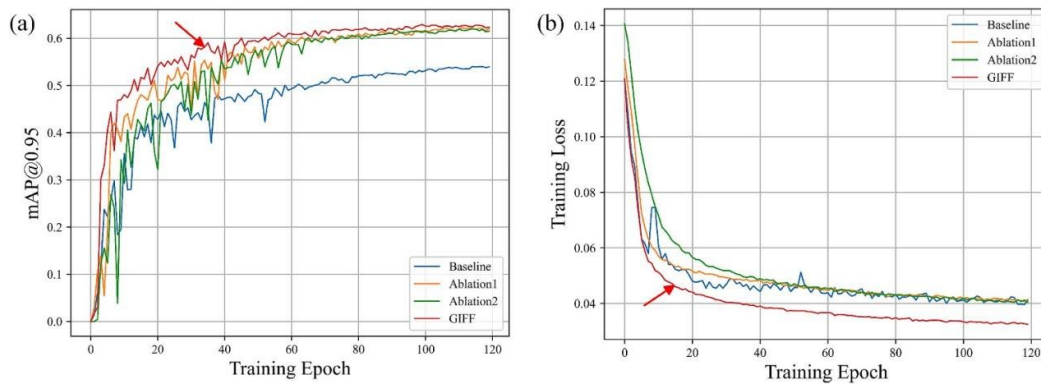 (a)
mAP@0.95
0.6
0.5
0.4
0.3
0.2
0.1
0.0
0
20
40
60
80
100
120
Training Epoch
Baseline
Ablation1
Ablation2
GIFF
(b)
Training Loss
0.14
0.12
0.10
0.08
0.06
0.04
0
20
40
60
80
100
120
Training Epoch
Baseline
Ablation1
Ablation2
GIFF